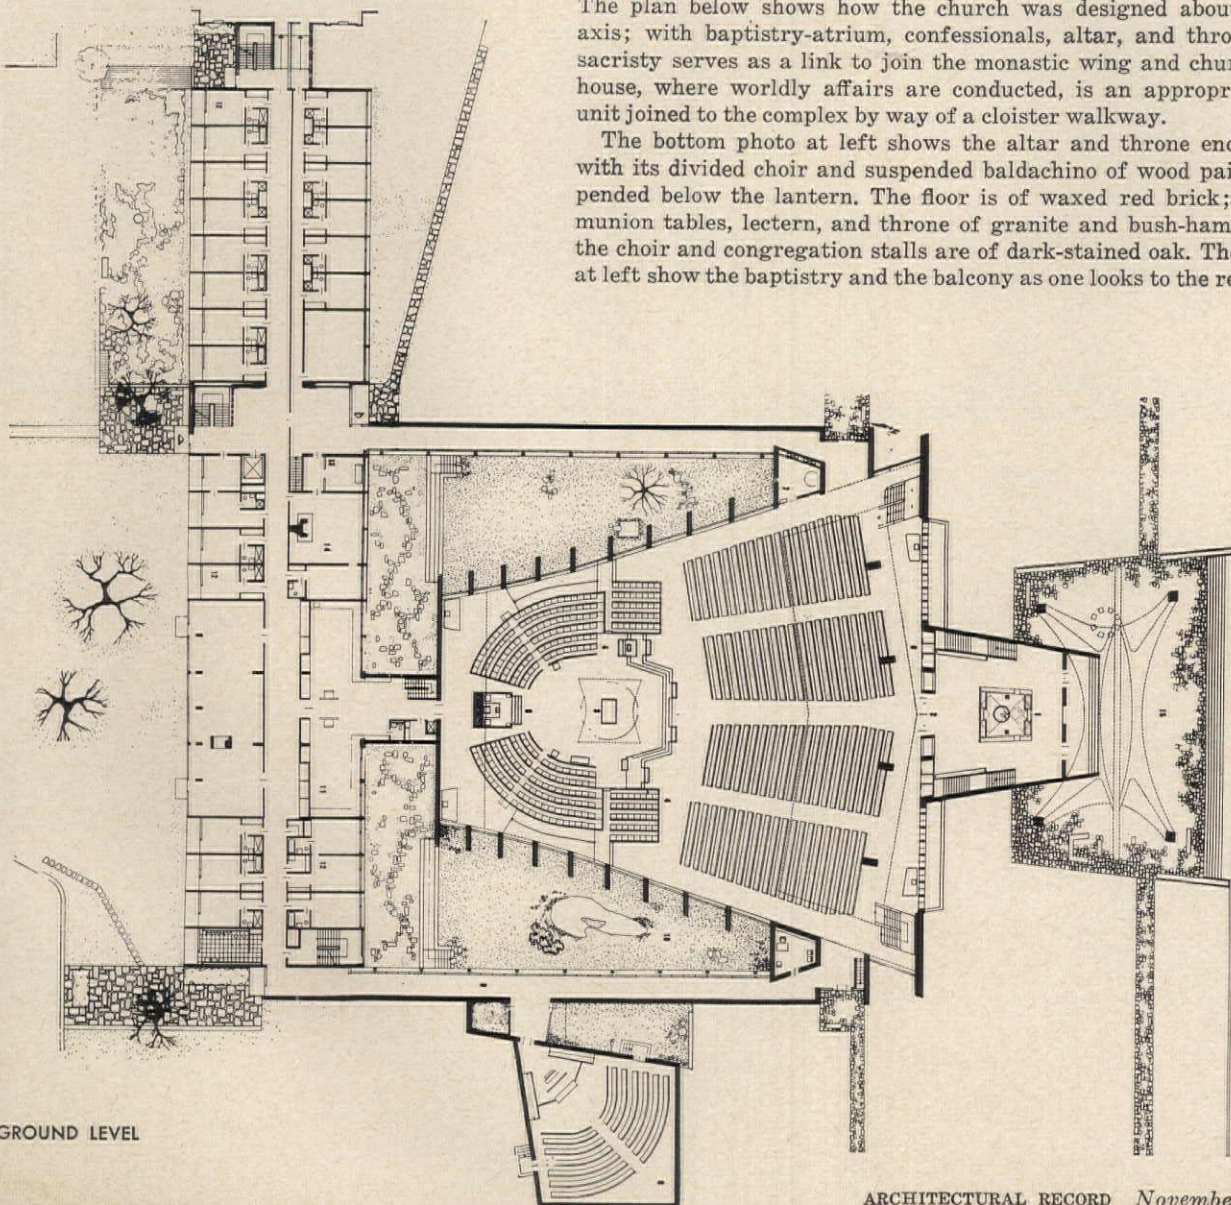 The plan below shows how the church was designed about
axis; with baptistry-atrium, confessionals, altar, and thro
sacristy serves as a link to join the monastic wing and chur
house, where worldly affairs are conducted, is an appropr
unit joined to the complex by way of a cloister walkway.
The bottom photo at left shows the altar and throne end
with its divided choir and suspended baldachino of wood pai
pended below the lantern. The floor is of waxed red brick;
munion tables, lectern, and throne of granite and bush-ham
the choir and congregation stalls are of dark-stained oak. The
at left show the baptistry and the balcony as one looks to the re
GROUND LEVEL
ARCHITECTURAL RECORD Novembe